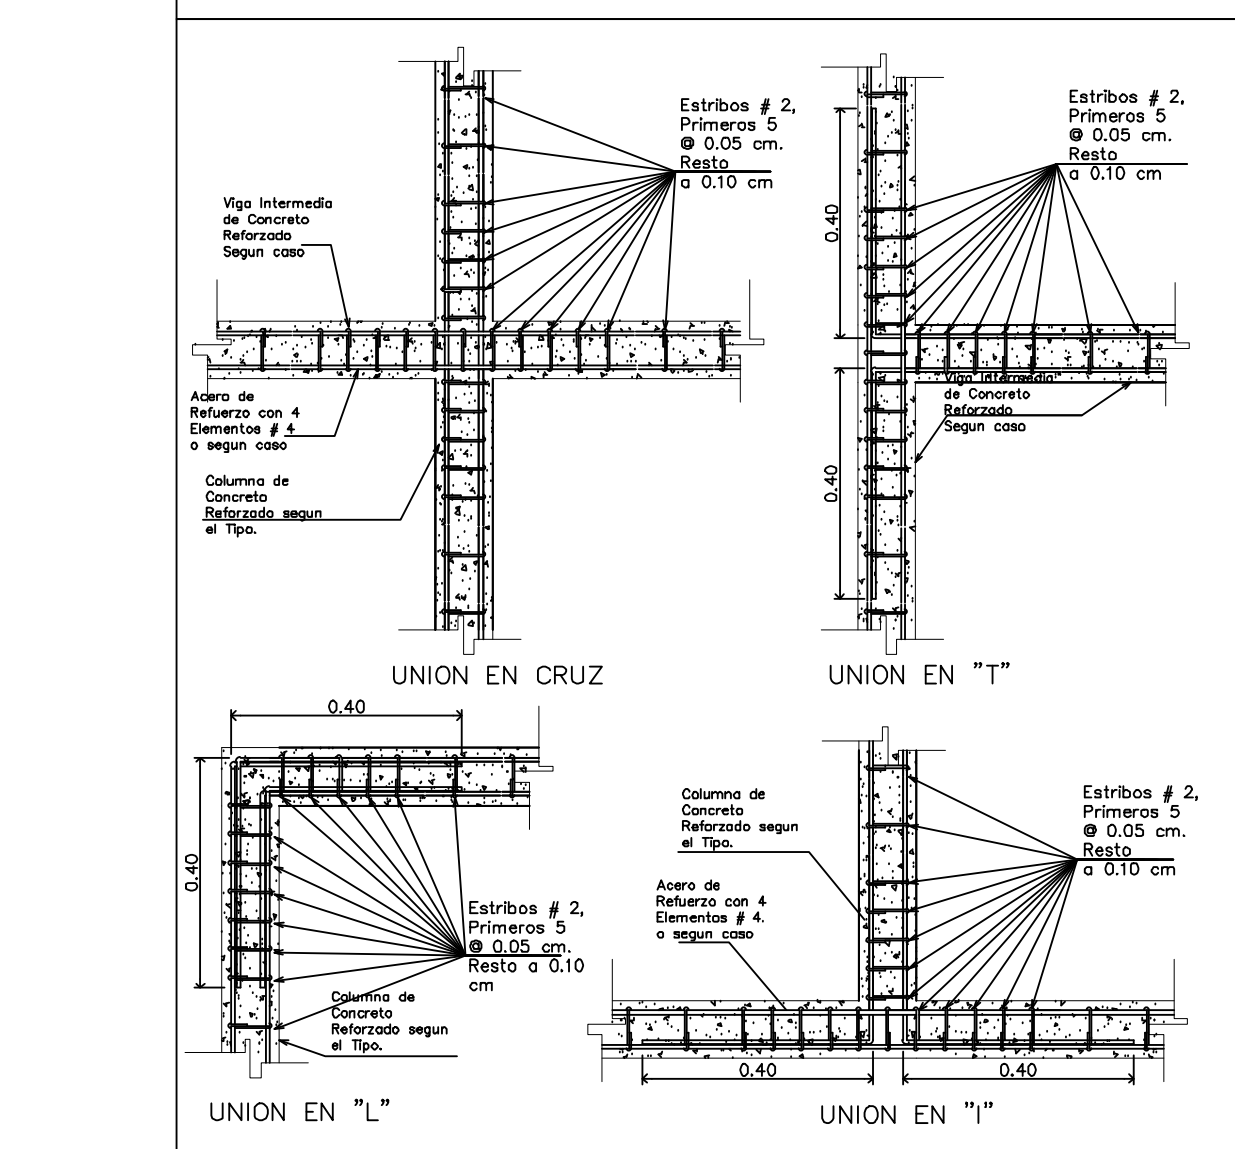 Estribos # 2,
Primeros 5
@ 0.05 cm.
Resto
a 0.10 cm
Viga Intermedia
de Concreto
Reforzado
Segun caso
Acero de
Refuerzo con 4
Elementos # 4
o segun caso
Columna de
Concreto
Reforzado segun
el Tipo.
UNION EN CRUZ
Estribos # 2,
Primeros 5
@ 0.05 cm.
Resto
a 0.10 cm
0.40
0.40
Viga Intermedia
de Concreto
Reforzado
Segun caso
UNION EN "T"
0.40
0.40
Estribos # 2,
Primeros 5
@ 0.05 cm.
Resto a 0.10
cm
Columna de
Concreto
Reforzado segun
el Tipo.
UNION EN "L"
Columna de
Concreto
Reforzado segun
el Tipo.
Acero de
Refuerzo con 4
Elementos # 4.
o segun caso
Estribos # 2,
Primeros 5
@ 0.05 cm.
Resto
a 0.10 cm
0.40
0.40
UNION EN "I"